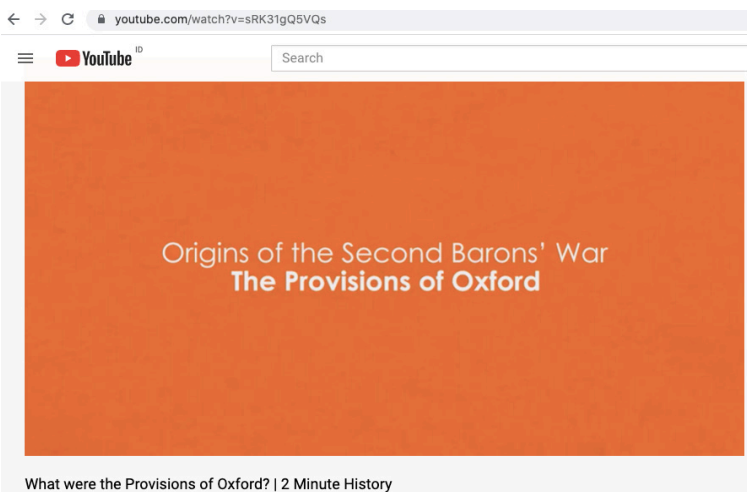 youtube.com/watch?v=sRK31gQ5VQs
YouTube ID
Search
Origins of the Second Barons' War
The Provisions of Oxford
What were the Provisions of Oxford? | 2 Minute History